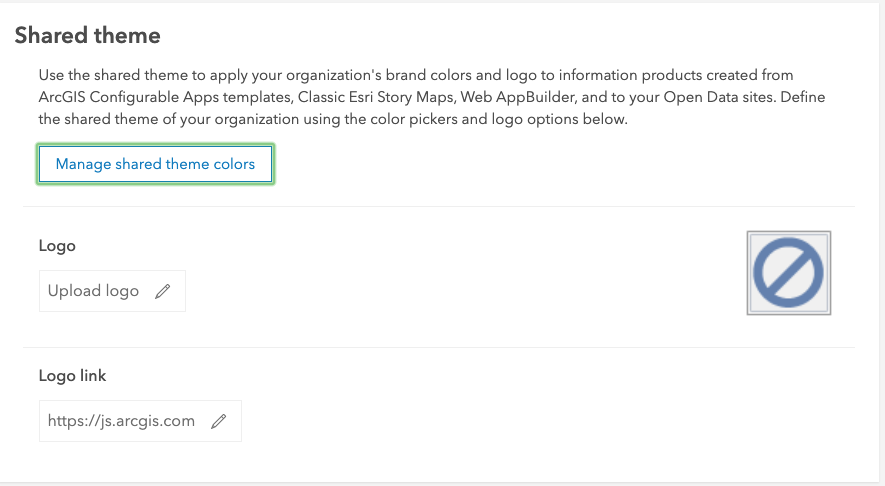 Shared theme
Use the shared theme to apply your organization's brand colors and logo to information products created from
ArcGIS Configurable Apps templates, Classic Esri Story Maps, Web AppBuilder, and to your Open Data sites. Define
the shared theme of your organization using the color pickers and logo options below.
Manage shared theme colors
Logo
Upload logo
Logo link
https://js.arcgis.com